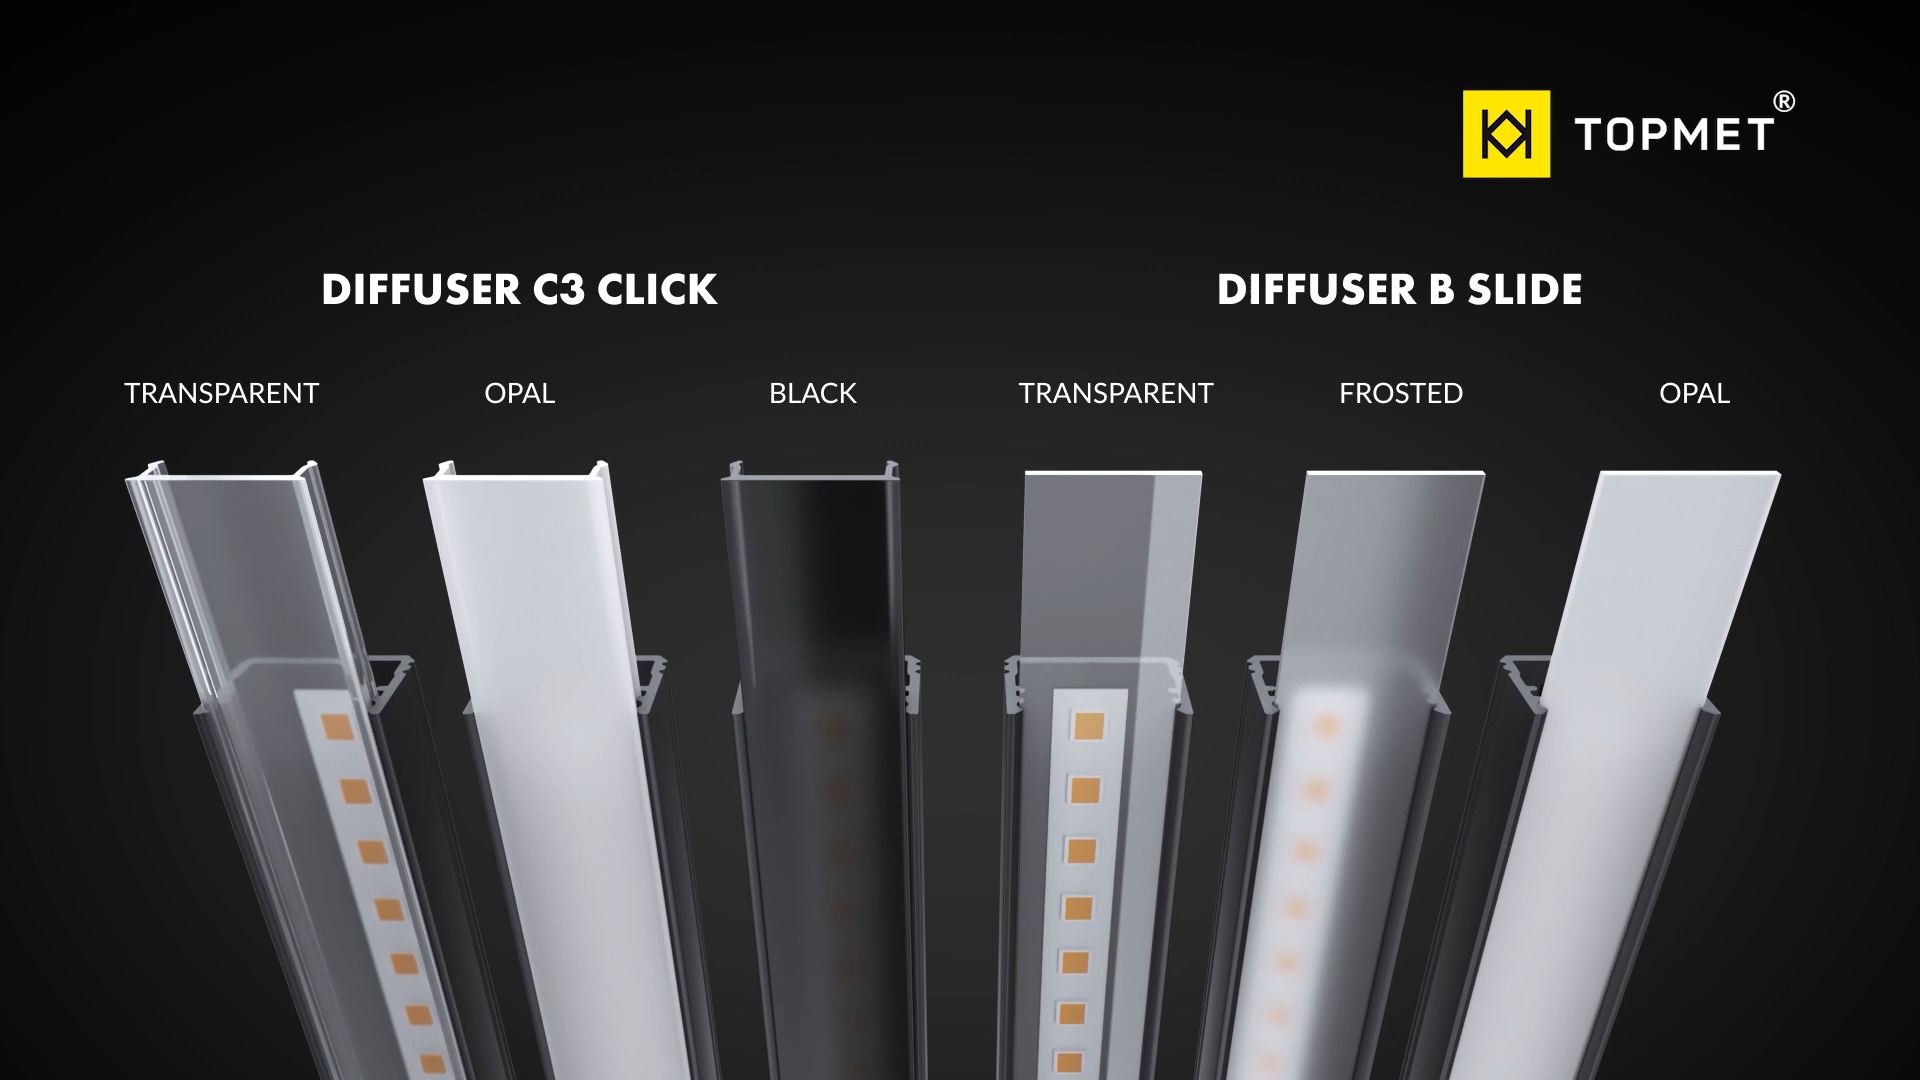 TOPMET®
DIFFUSER C3 CLICK
DIFFUSER B SLIDE
TRANSPARENT
OPAL
BLACK
TRANSPARENT
FROSTED
OPAL